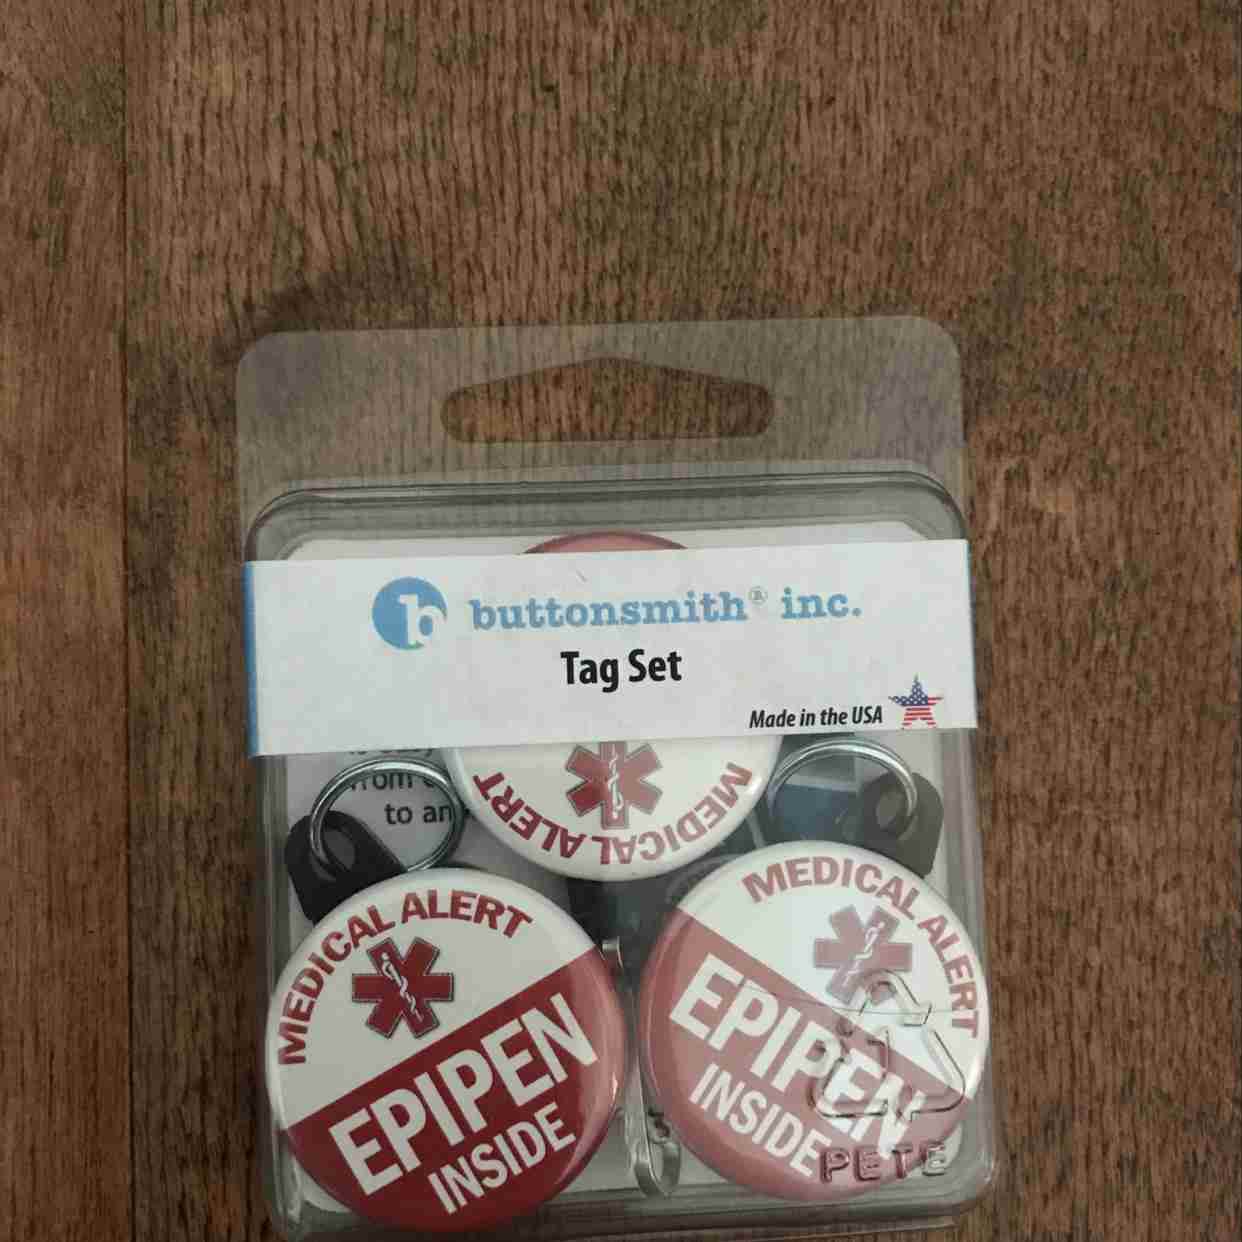 b buttonsmith® inc.
Tag Set
Made in the USA
to an
MEDICAL ALERT
MEDICAL ALERT
EPIPEN
INSIDE
MEDICAL ALERT
EPIPEN
INSIDE
1
PETE